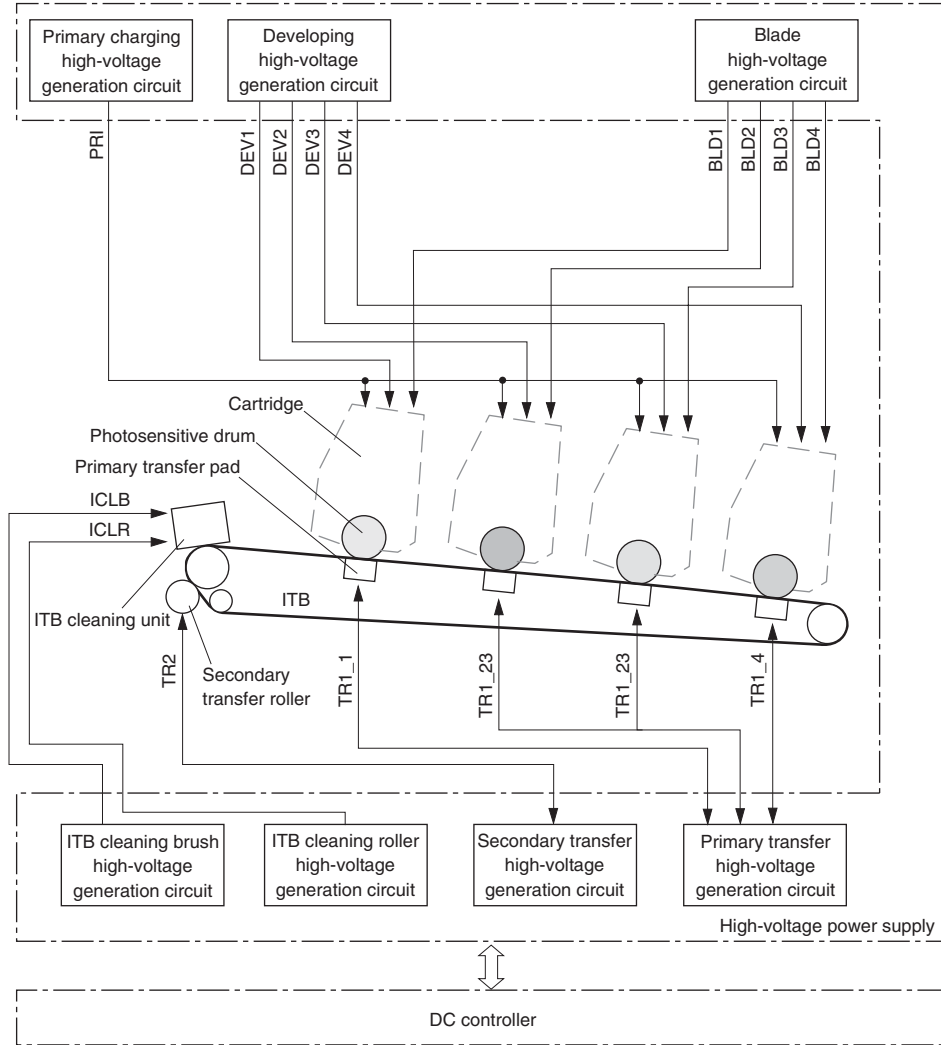 Primary charging
high-voltage
generation circuit
Developing
high-voltage
generation circuit
Blade
high-voltage
generation circuit
PRI
DEV1
DEV2
DEV3
DEV4
BLD1
BLD2
BLD3
BLD4
Cartridge
Photosensitive drum
Primary transfer pad
ICLB
ICLR
ITB cleaning unit
ITB
TR2
Secondary
transfer roller
TR1_1
TR1_23
TR1_23
TR1_4
ITB cleaning brush
high-voltage
generation circuit
ITB cleaning roller
high-voltage
generation circuit
Secondary transfer
high-voltage
generation circuit
Primary transfer
high-voltage
generation circuit
High-voltage power supply
DC controller